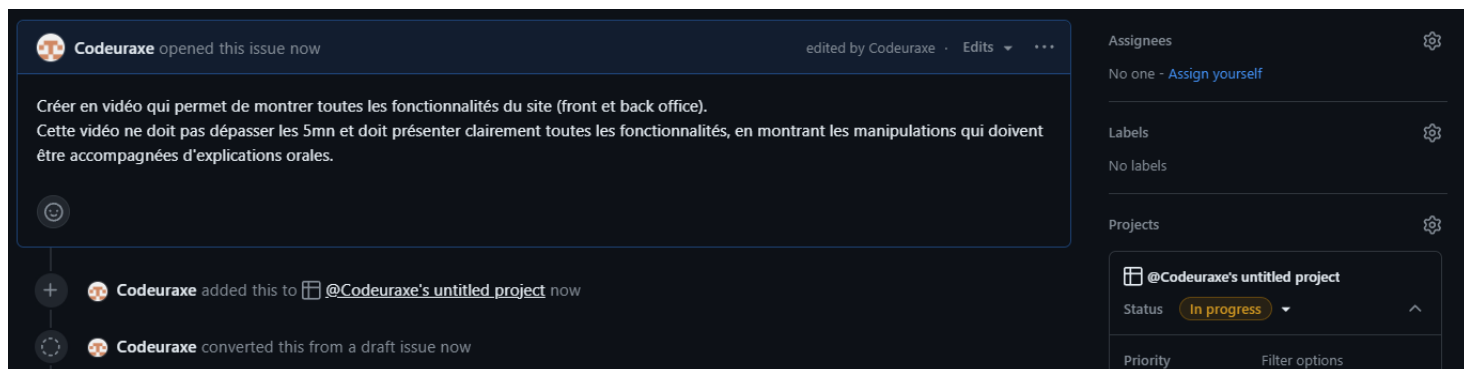 Codeuraxe opened this issue now
edited by Codeuraxe · Edits
Créer en vidéo qui permet de montrer toutes les fonctionnalités du site (front et back office).
Cette vidéo ne doit pas dépasser les 5mn et doit présenter clairement toutes les fonctionnalités, en montrant les manipulations qui doivent
être accompagnées d'explications orales.
Codeuraxe added this to @Codeuraxe's untitled project now
Codeuraxe converted this from a draft issue now
Assignees
No one - Assign yourself
Labels
No labels
Projects
@Codeuraxe's untitled project
Status In progress
Priority Filter options